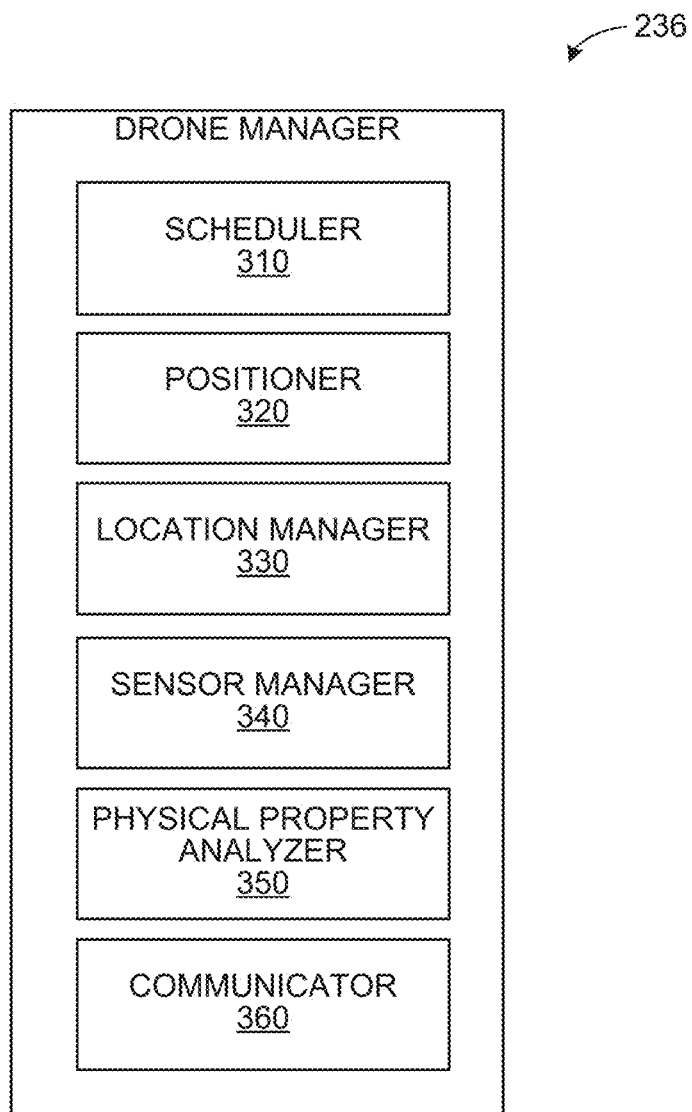 236
DRONE MANAGER
SCHEDULER
310
POSITIONER
320
LOCATION MANAGER
330
SENSOR MANAGER
340
PHYSICAL PROPERTY
ANALYZER
350
COMMUNICATOR
360